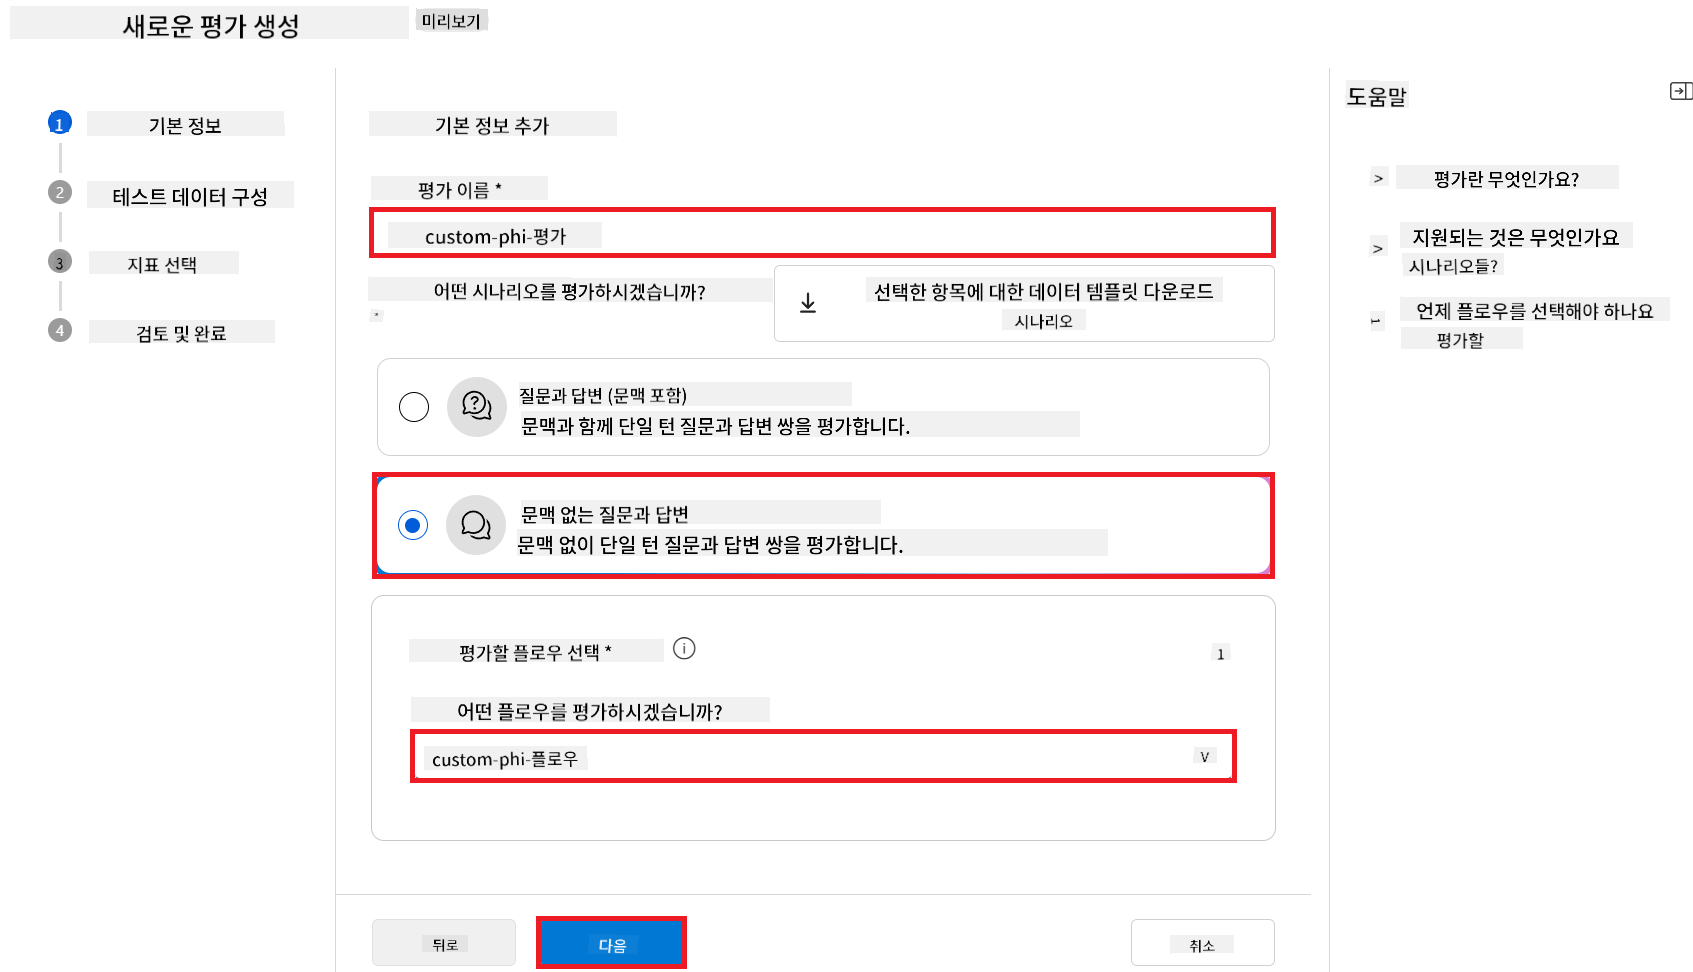 새로운 평가 생성
미리보기
1
기본 정보
2
테스트 데이터 구성
3
지표 선택
4
검토 및 완료
기본 정보 추가
평가 이름 *
custom-phi-평가
어떤 시나리오를 평가하시겠습니까?
*
선택한 항목에 대한 데이터 템플릿 다운로드
시나리오
질문과 답변 (문맥 포함)
문맥과 함께 단일 턴 질문과 답변 쌍을 평가합니다.
문맥 없는 질문과 답변
문맥 없이 단일 턴 질문과 답변 쌍을 평가합니다.
평가할 플로우 선택 *
1
어떤 플로우를 평가하시겠습니까?
custom-phi-플로우
V
뒤로
다음
취소
도움말
> 평가란 무엇인가요?
> 지원되는 것은 무엇인가요
시나리오들?
1 언제 플로우를 선택해야 하나요
평가할